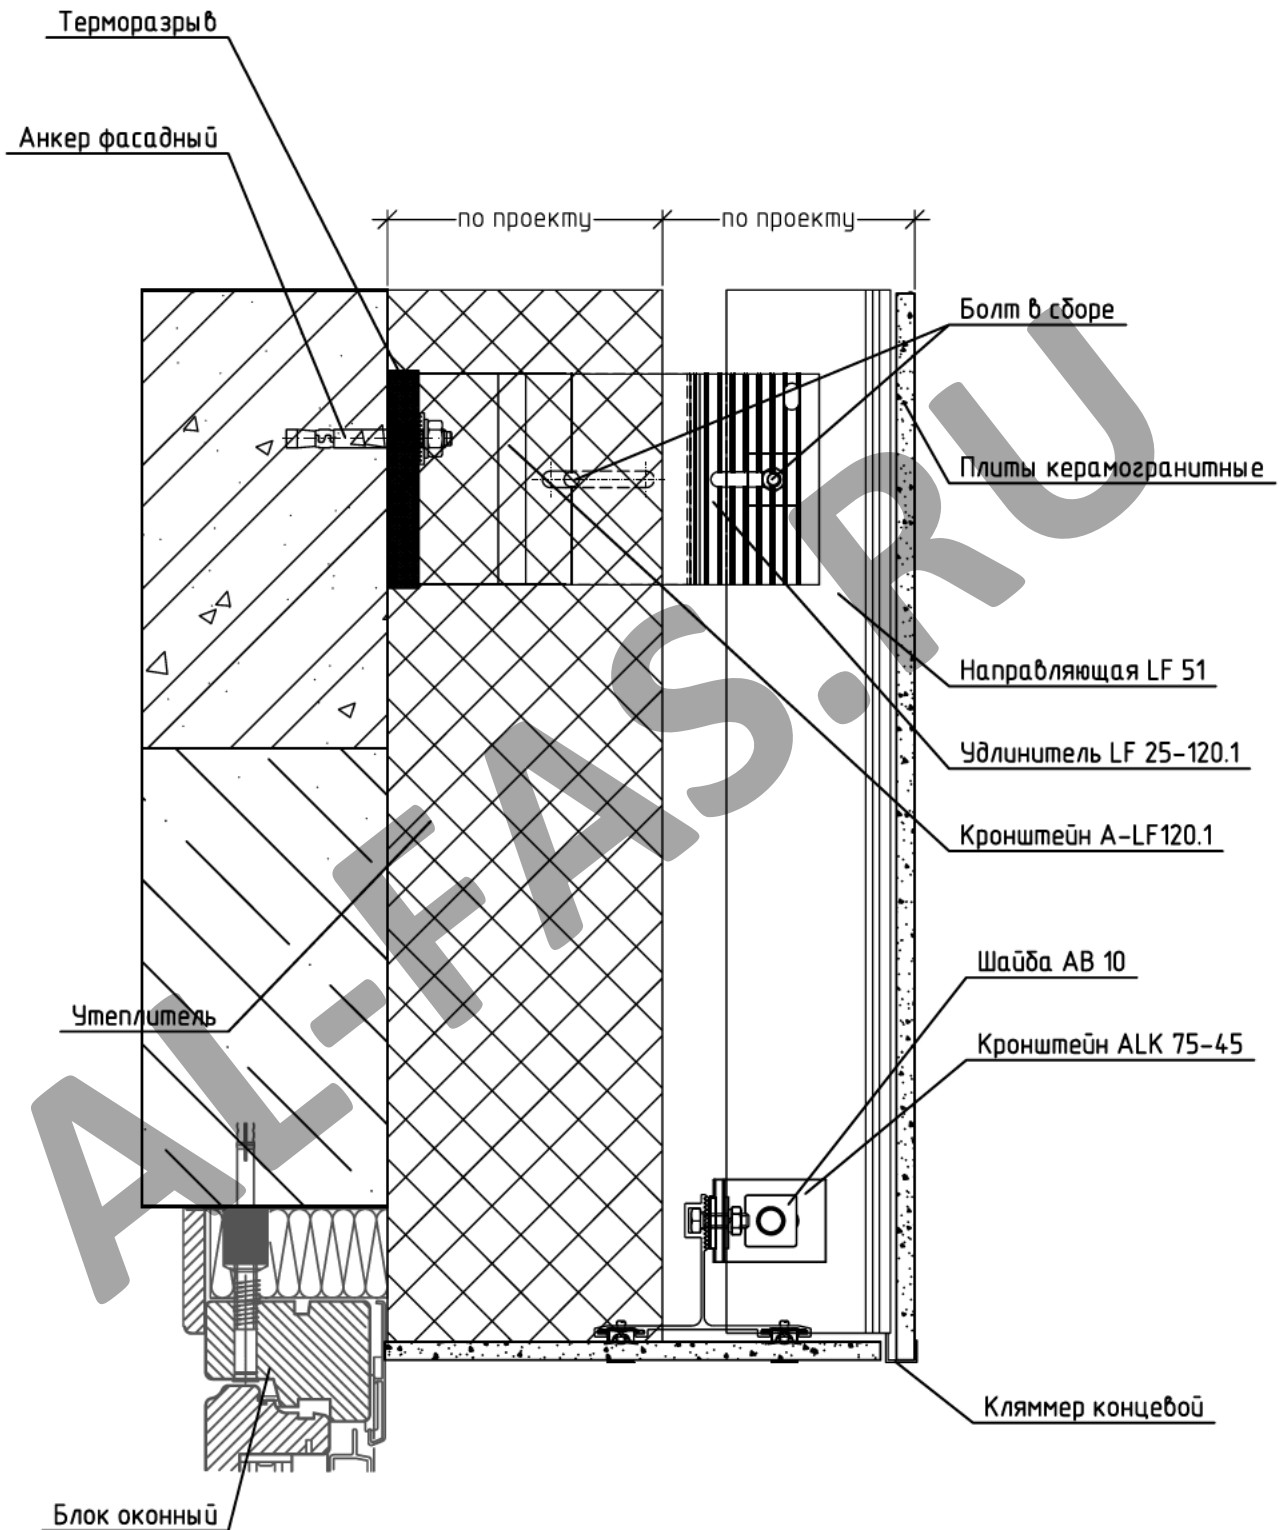 Терморазрыв
Анкер фасадный
по проекту
по проекту
Болт в сборе
Плиты керамогранитные
Направляющая LF 51
Удлинитель LF 25-120.1
Кронштейн A-LF120.1
Шайба АВ 10
Утеплитель
Кронштейн ALK 75-45
Кляммер концевой
Блок оконный
AL-FAS.RU